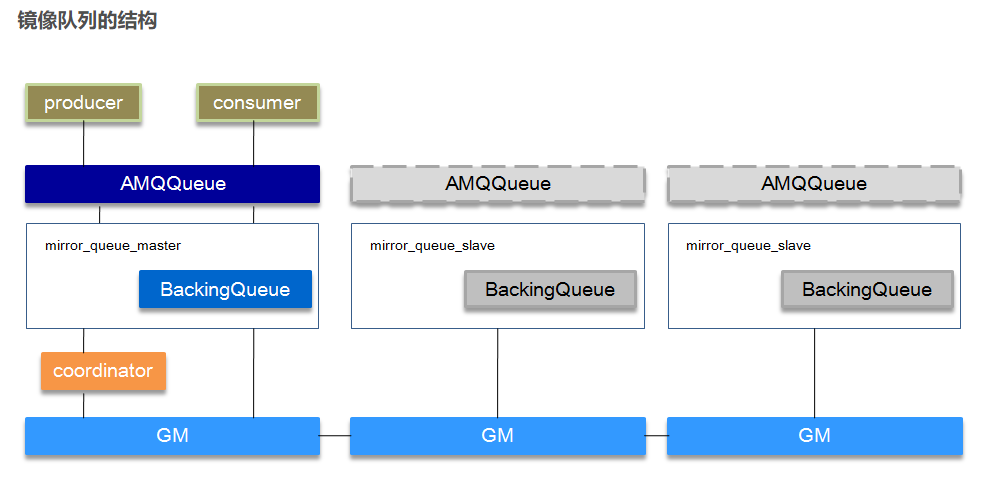 镜像队列的结构
producer
consumer
AMQQueue
AMQQueue
AMQQueue
mirror_queue_master
mirror_queue_slave
mirror_queue_slave
BackingQueue
BackingQueue
BackingQueue
coordinator
GM
GM
GM